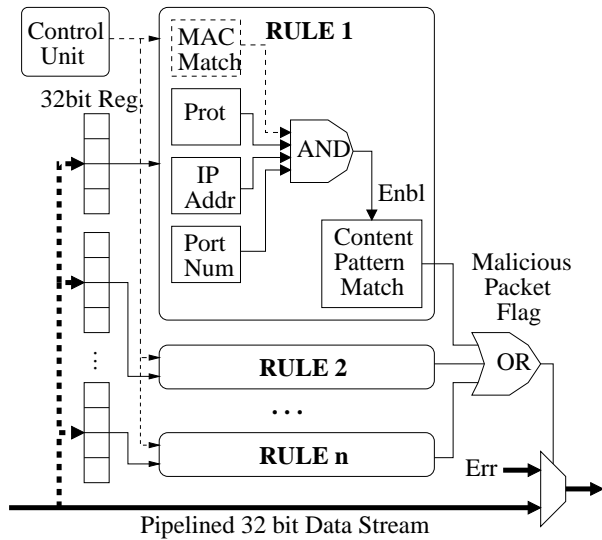 Control
Unit
MAC
Match
RULE 1
32bit Reg.
Prot
AND
IP
Addr
Enbl
Port
Num
Content
Pattern
Match
Malicious
Packet
Flag
...
RULE 2
OR
...
RULE n
Err
Pipelined 32 bit Data Stream